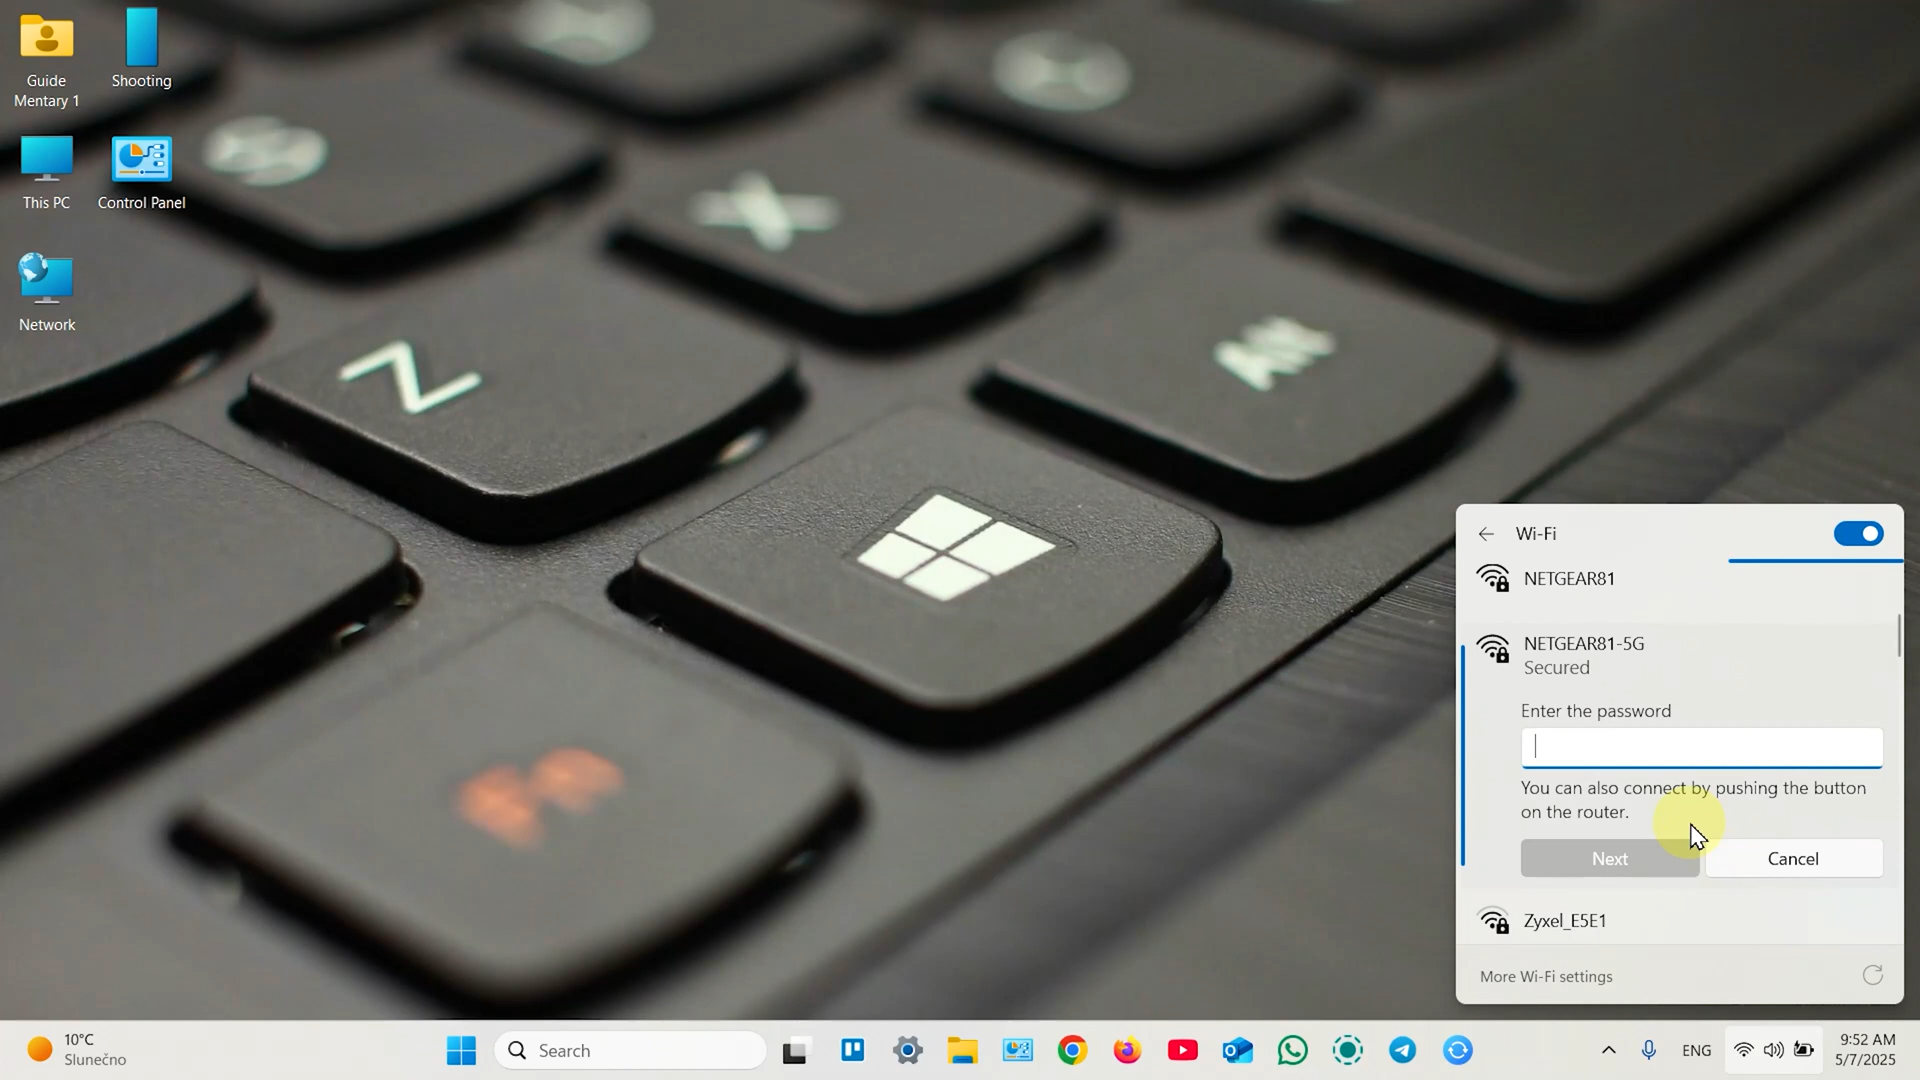 Guide
Mentary 1
Shooting
This PC
Control Panel
Network
S
X
Z
Alt
Wi-Fi
NETGEAR81
NETGEAR81-5G
Secured
Enter the password
You can also connect by pushing the button
on the router.
Next
Cancel
Zyxel_E5E1
More Wi-Fi settings
10°C
Slunečno
Search
ENG
9:52 AM
5/7/2025